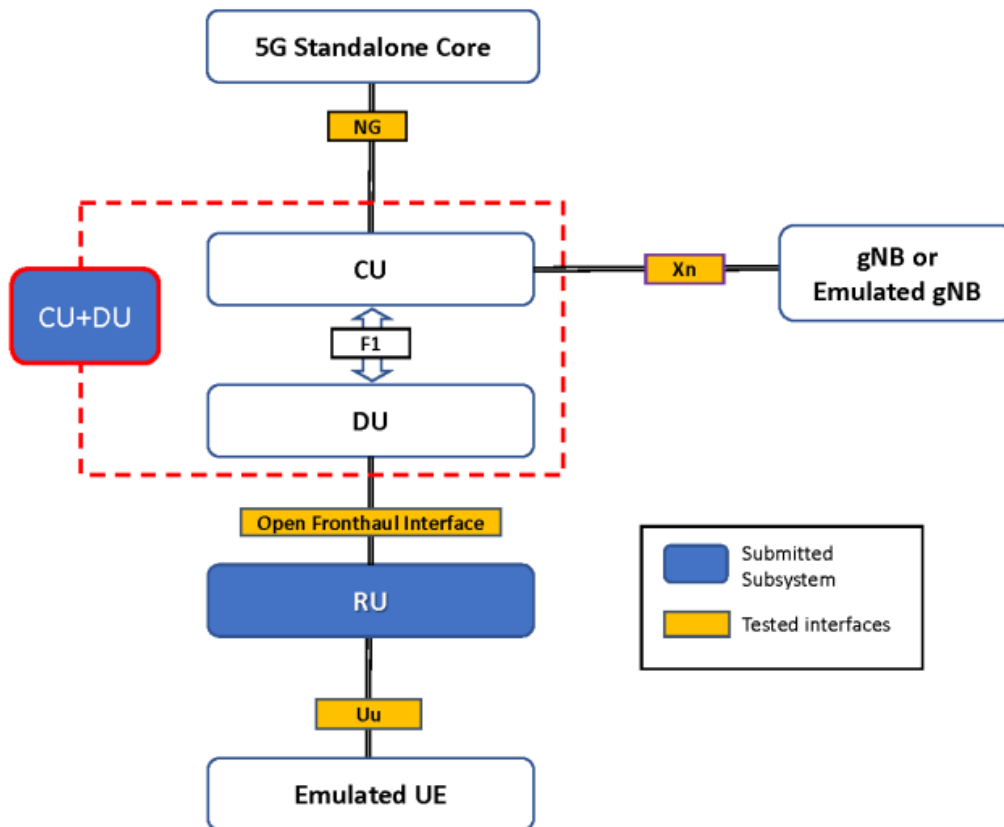 5G Standalone Core
NG
CU
Xn
gNB or
Emulated gNB
CU+DU
F1
DU
Open Fronthaul Interface
RU
Submitted
Subsystem
Tested interfaces
Uu
Emulated UE